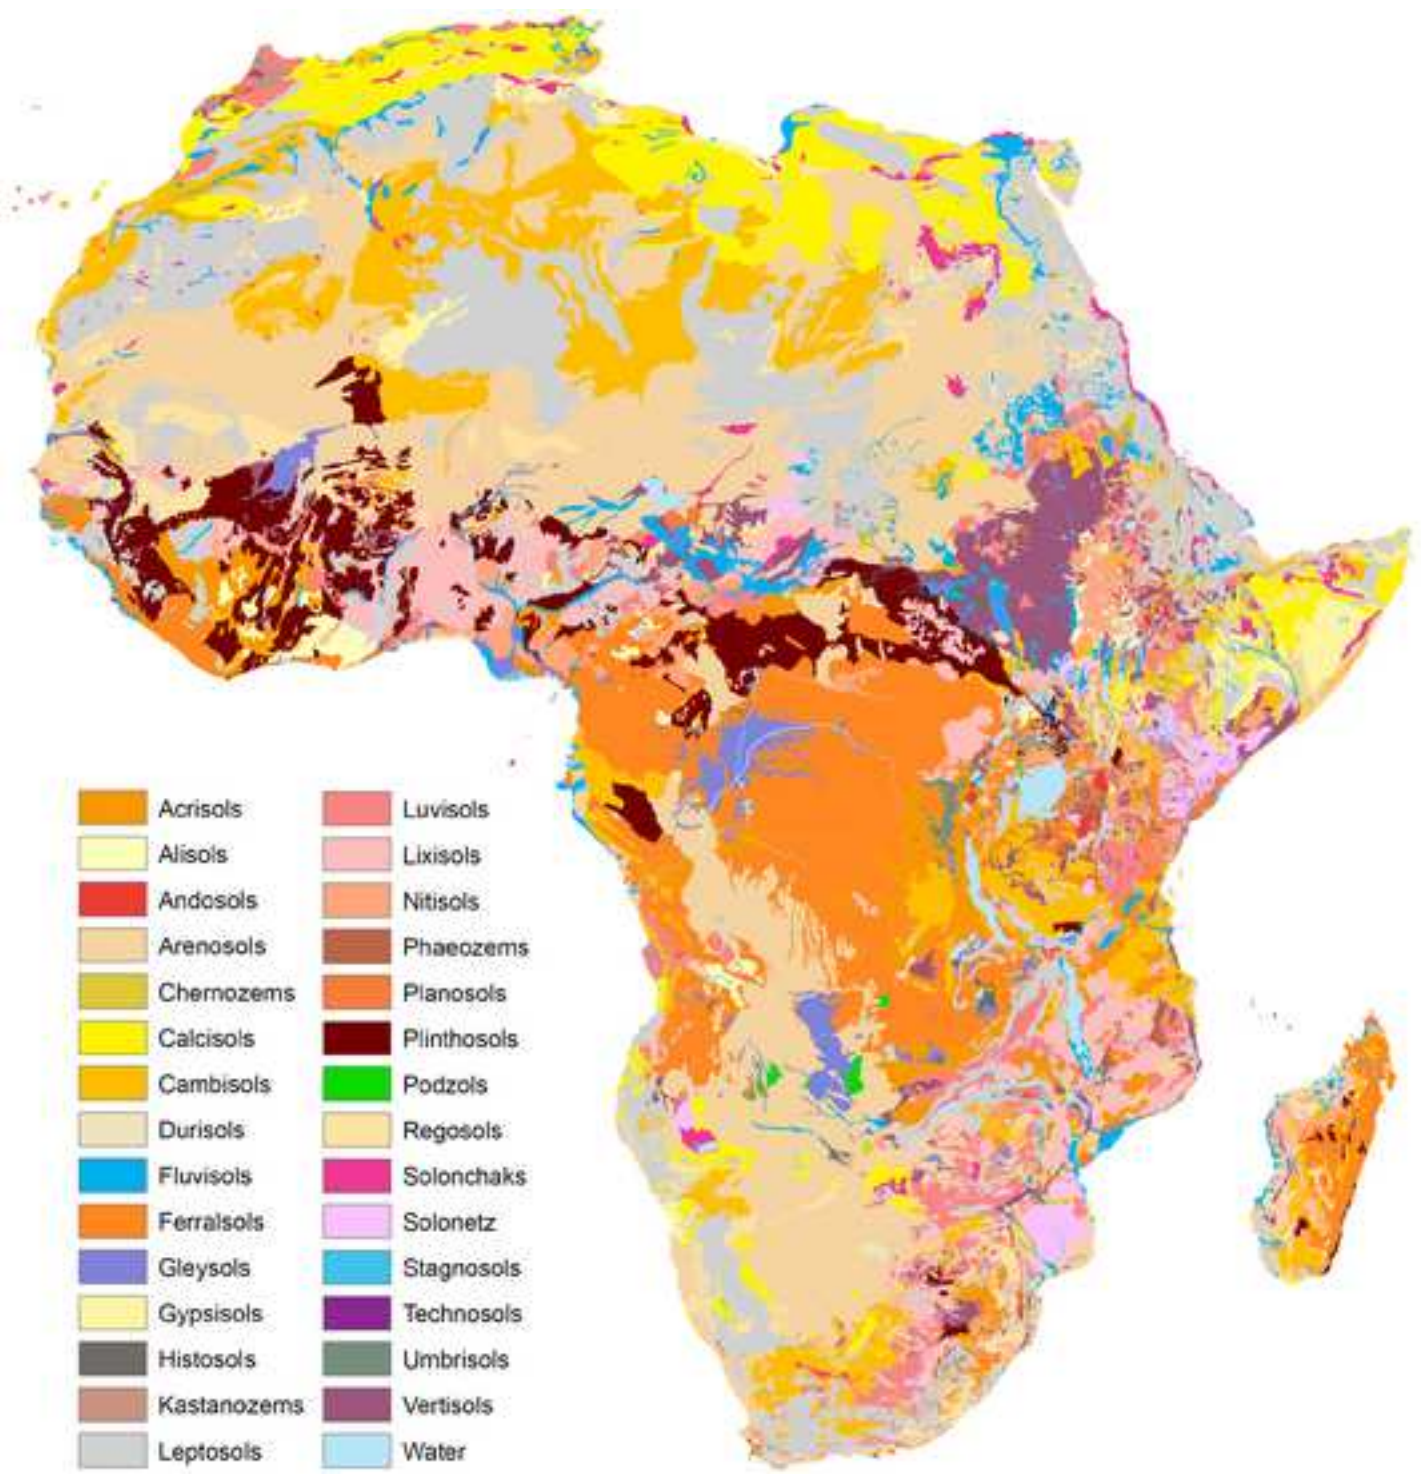 Acrisols
Alisols
Andosols
Arenosols
Chernozems
Calcisols
Cambisols
Durisols
Fluvisols
Ferralsols
Gleysols
Gypsisols
Histosols
Kastanozems
Leptosols
Luvisols
Lixisols
Nitisols
Phaeozems
Planosols
Plinthosols
Podzols
Regosols
Solonchaks
Solonetz
Stagnosols
Technosols
Umbrisols
Vertisols
Water